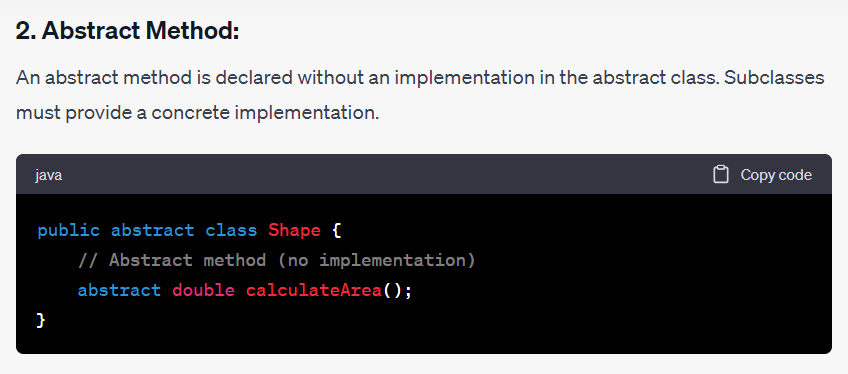 2. Abstract Method:
An abstract method is declared without an implementation in the abstract class. Subclasses
must provide a concrete implementation.
java
Copy code
public abstract class Shape {
    // Abstract method (no implementation)
    abstract double calculateArea();
}